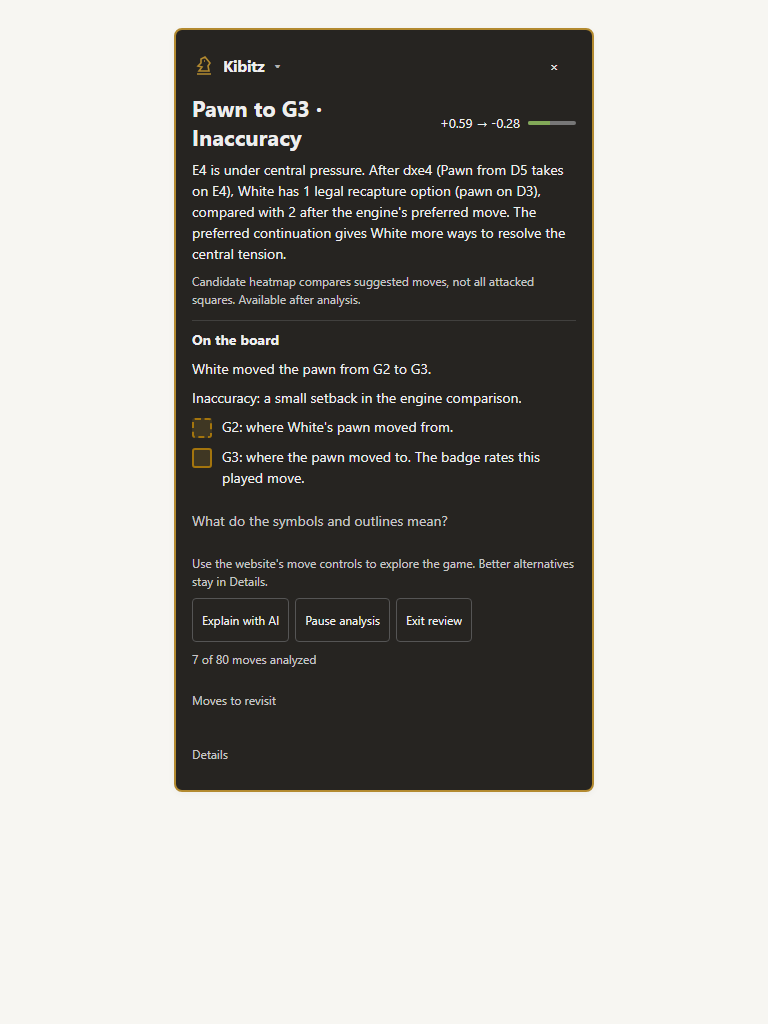 Kibitz
×
Pawn to G3 ·
Inaccuracy
+0.59 → -0.28
E4 is under central pressure. After dxe4 (Pawn from D5 takes
on E4), White has 1 legal recapture option (pawn on D3),
compared with 2 after the engine's preferred move. The
preferred continuation gives White more ways to resolve the
central tension.
Candidate heatmap compares suggested moves, not all attacked
squares. Available after analysis.
On the board
White moved the pawn from G2 to G3.
Inaccuracy: a small setback in the engine comparison.
G2: where White's pawn moved from.
G3: where the pawn moved to. The badge rates this
played move.
What do the symbols and outlines mean?
Use the website's move controls to explore the game. Better alternatives
stay in Details.
Explain with AI
Pause analysis
Exit review
7 of 80 moves analyzed
Moves to revisit
Details